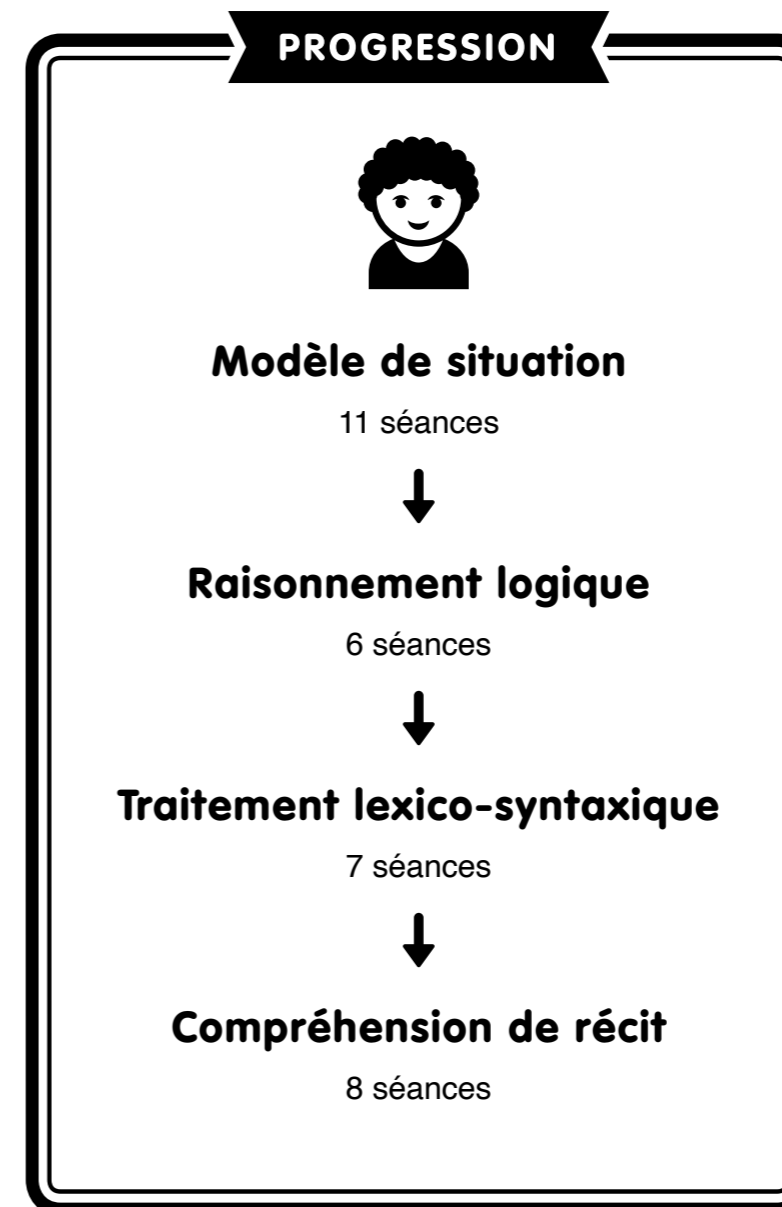 PROGRESSION
Modèle de situation
11 séances
Raisonnement logique
6 séances
Traitement lexico-syntaxique
7 séances
Compréhension de récit
8 séances